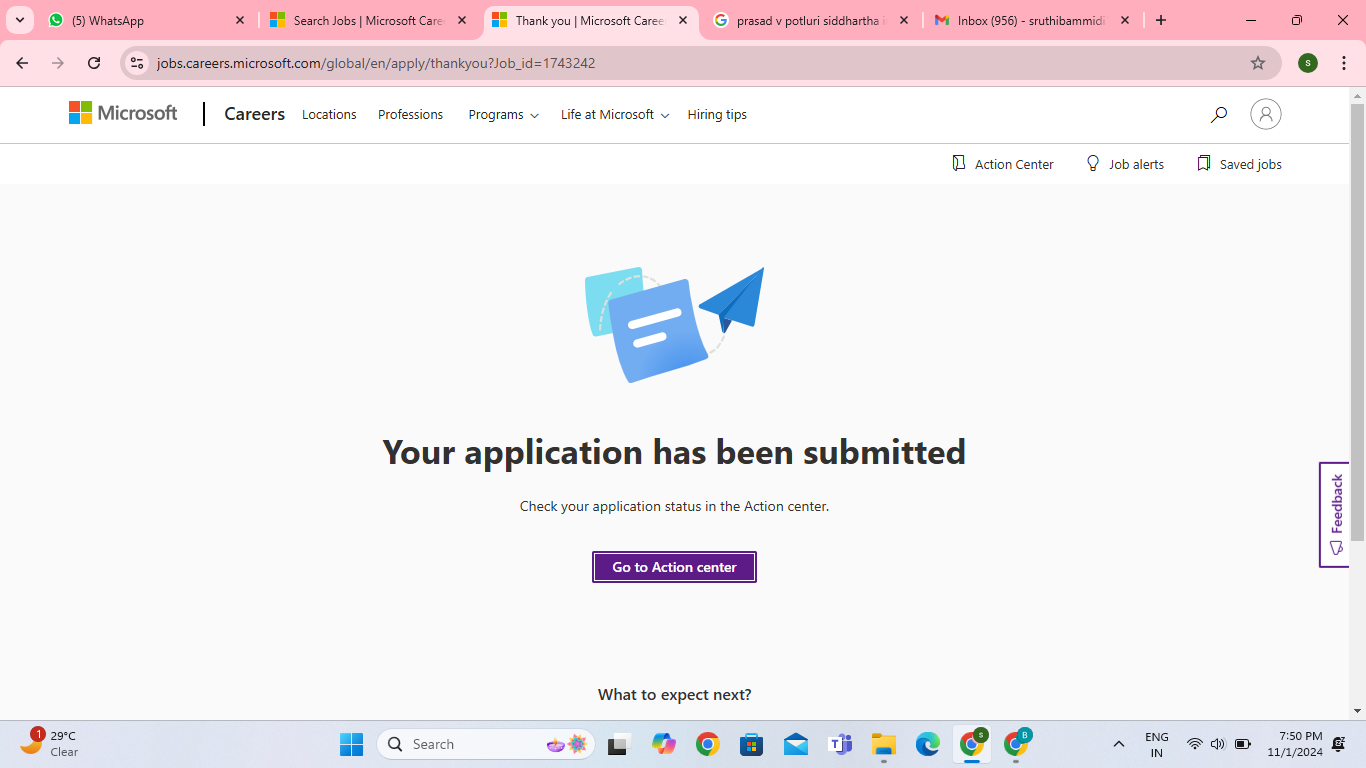 (5) WhatsApp
Search Jobs | Microsoft Care
Thank you | Microsoft Caree
prasad v potluri siddhartha i
Inbox (956) - sruthibammidi
jobs.careers.microsoft.com/global/en/apply/thankyou?Job_id=1743242
s
Microsoft
Careers
Locations
Professions
Programs
Life at Microsoft
Hiring tips
Action Center
Job alerts
Saved jobs
Your application has been submitted
Check your application status in the Action center.
Go to Action center
Feedback
What to expect next?
1
29°C
Clear
Search
S
B
ENG
IN
7:50 PM
11/1/2024